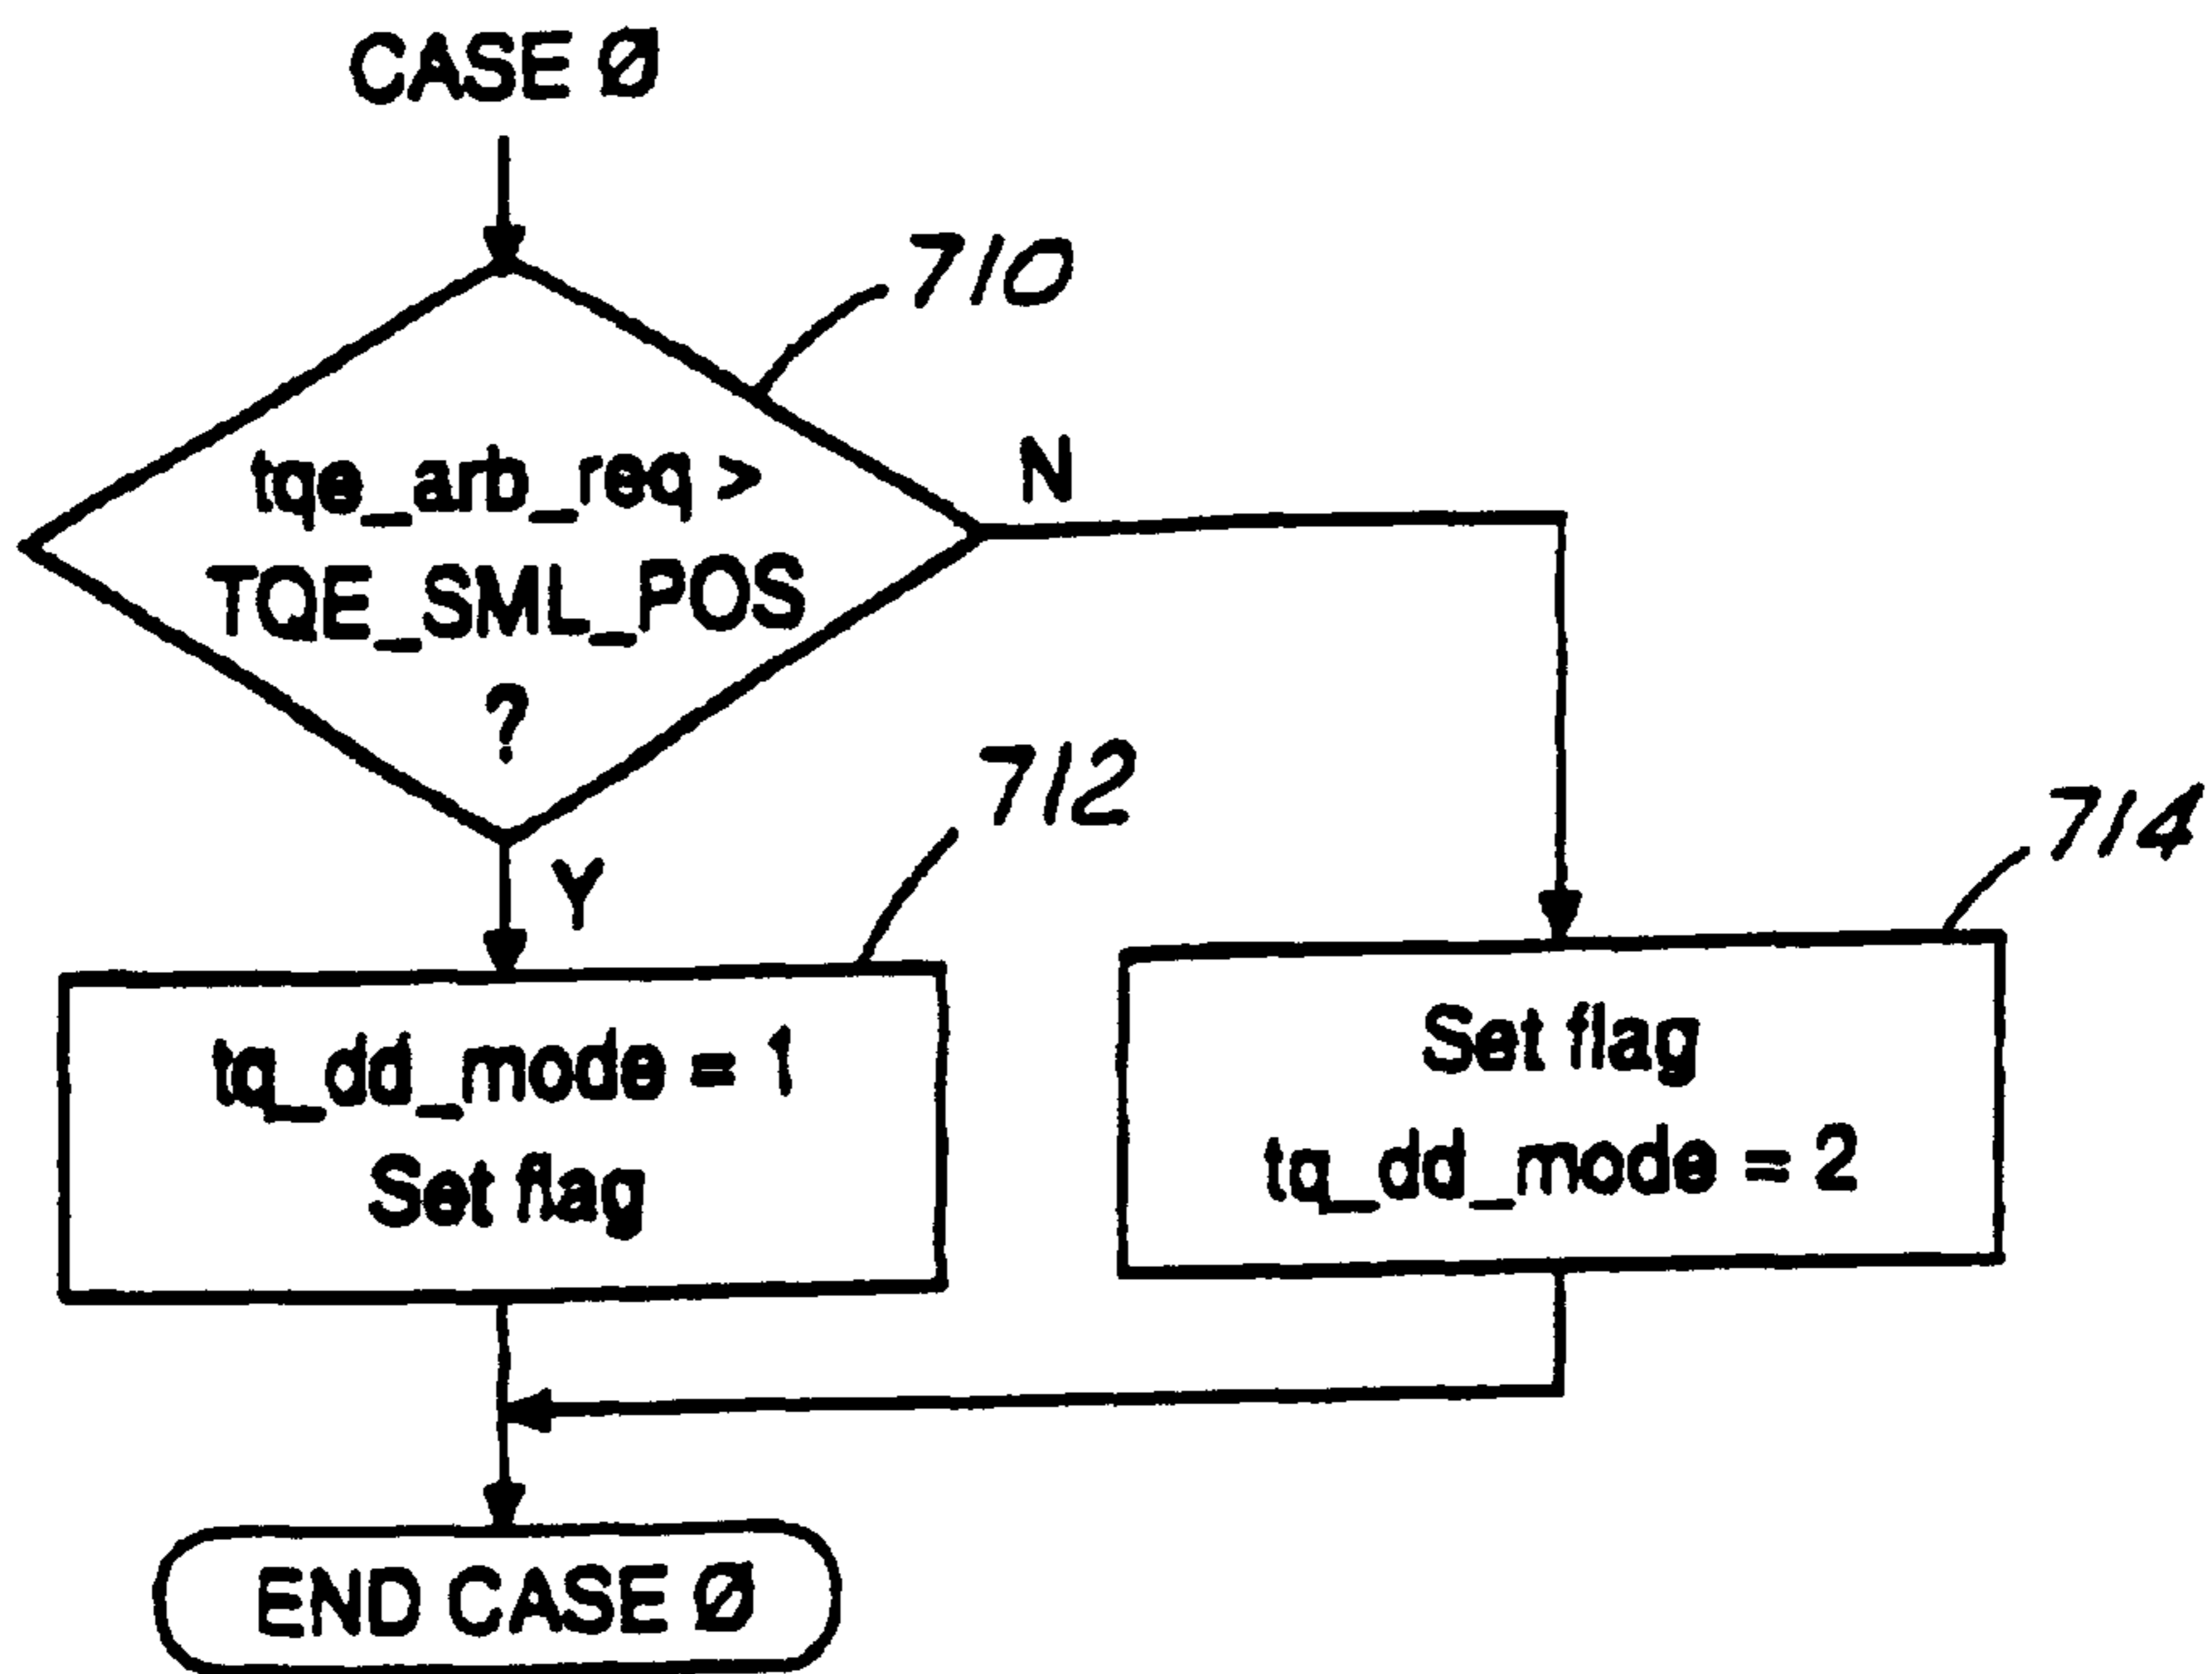 CASE Ø
710
tqe_arb_req >
TQE_SML_POS
?
N
Y
712
714
tq_dd_mode = 1
Set flag
Set flag
tq_dd_mode = 2
END CASE Ø